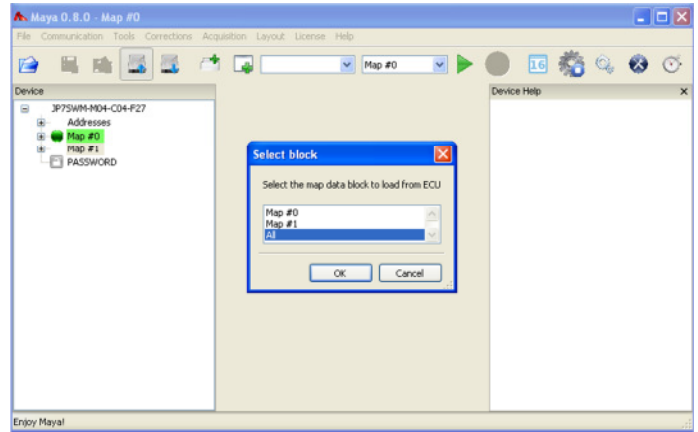 Maya 0.8.0 - Map #0
File Communication Tools Corrections Acquisition Layout License Help
Map #0
16
Device
Device Help
JP7SWM-M04-C04-F27
Addresses
Map #0
Map #1
PASSWORD
Select block
Select the map data block to load from ECU
Map #0
Map #1
All
OK Cancel
Enjoy Maya!